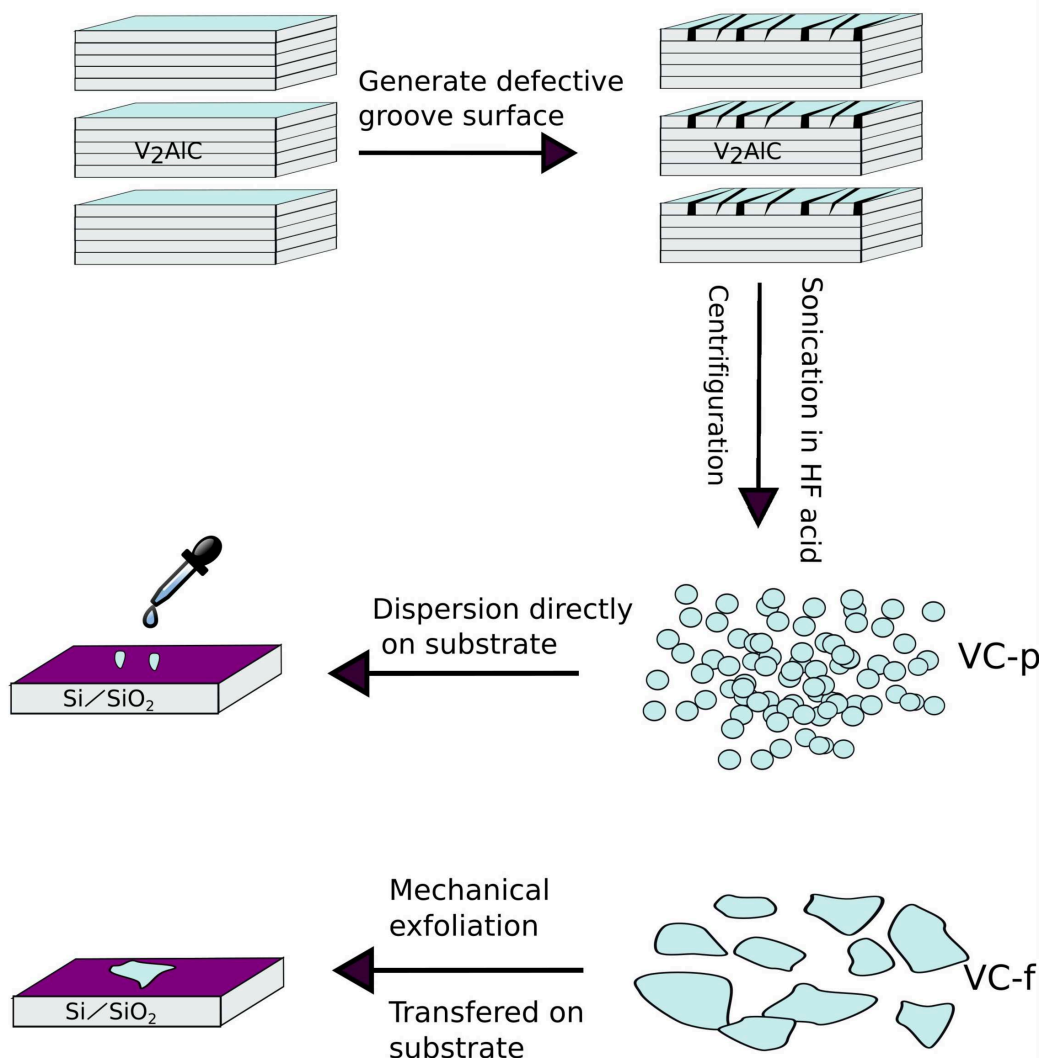 Generate defective
groove surface
V₂AlC
V₂AlC
Centrifiguration
Sonication in HF acid
Dispersion directly
on substrate
VC-p
Si/SiO₂
Mechanical
exfoliation
VC-f
Si/SiO₂
Transfered on
substrate